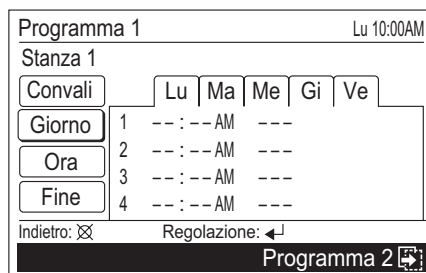 Programma 1 Lu 10:00AM
Stanza 1
Convali Lu Ma Me Gi Ve
Giorno 1 --:--AM ---
2 --:--AM ---
Ora 3 --:--AM ---
Fine 4 --:--AM ---
Indietro: Regolazione:
Programma 2